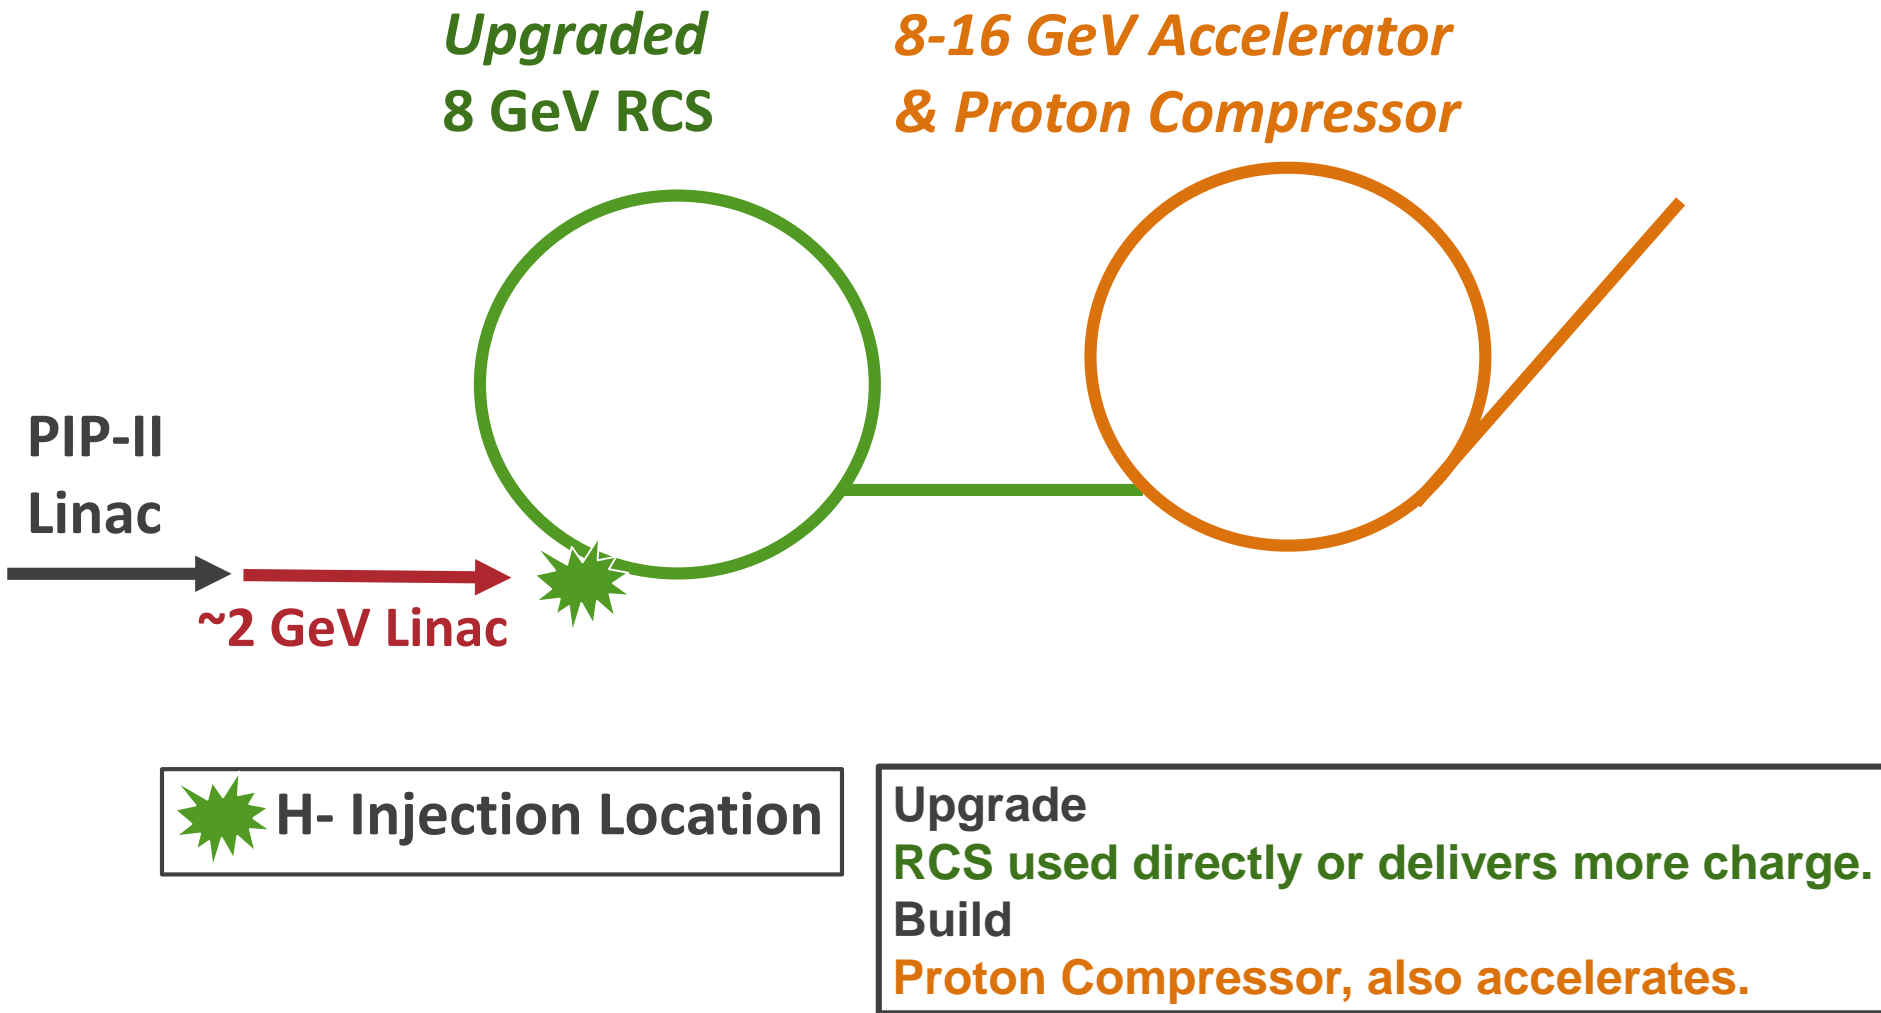 Upgraded
8 GeV RCS
8-16 GeV Accelerator
& Proton Compressor
PIP-II
Linac
~2 GeV Linac
H- Injection Location
Upgrade
RCS used directly or delivers more charge.
Build
Proton Compressor, also accelerates.